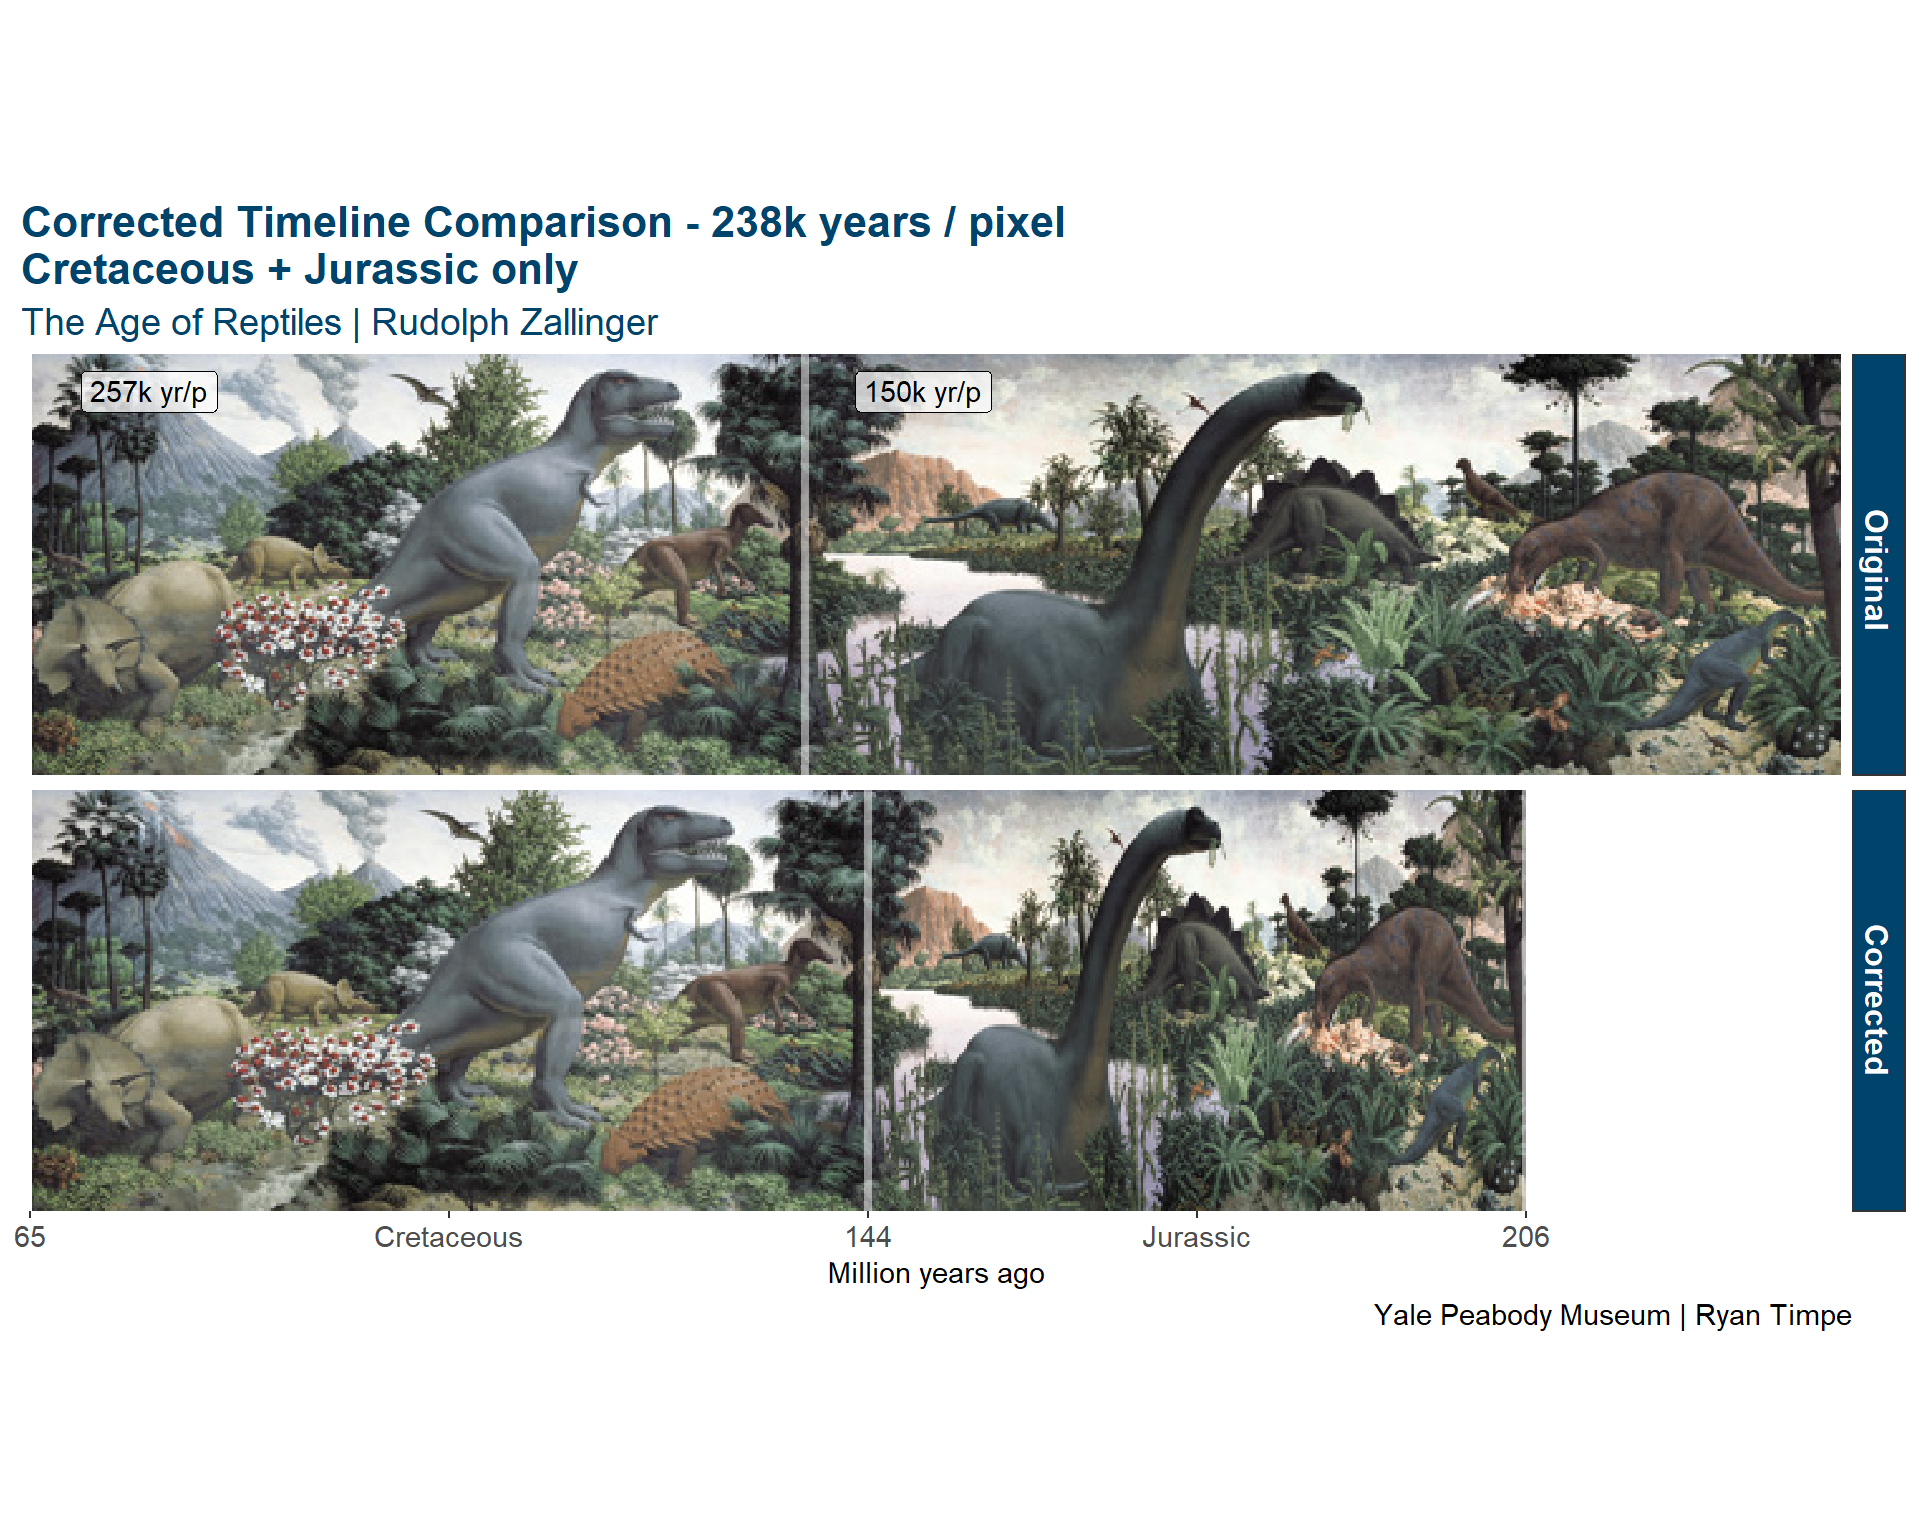 Corrected Timeline Comparison - 238k years / pixel
Cretaceous + Jurassic only
The Age of Reptiles | Rudolph Zallinger
257k yr/p
150k yr/p
Original
Corrected
65
Cretaceous
144
Jurassic
206
Million years ago
Yale Peabody Museum | Ryan Timpe